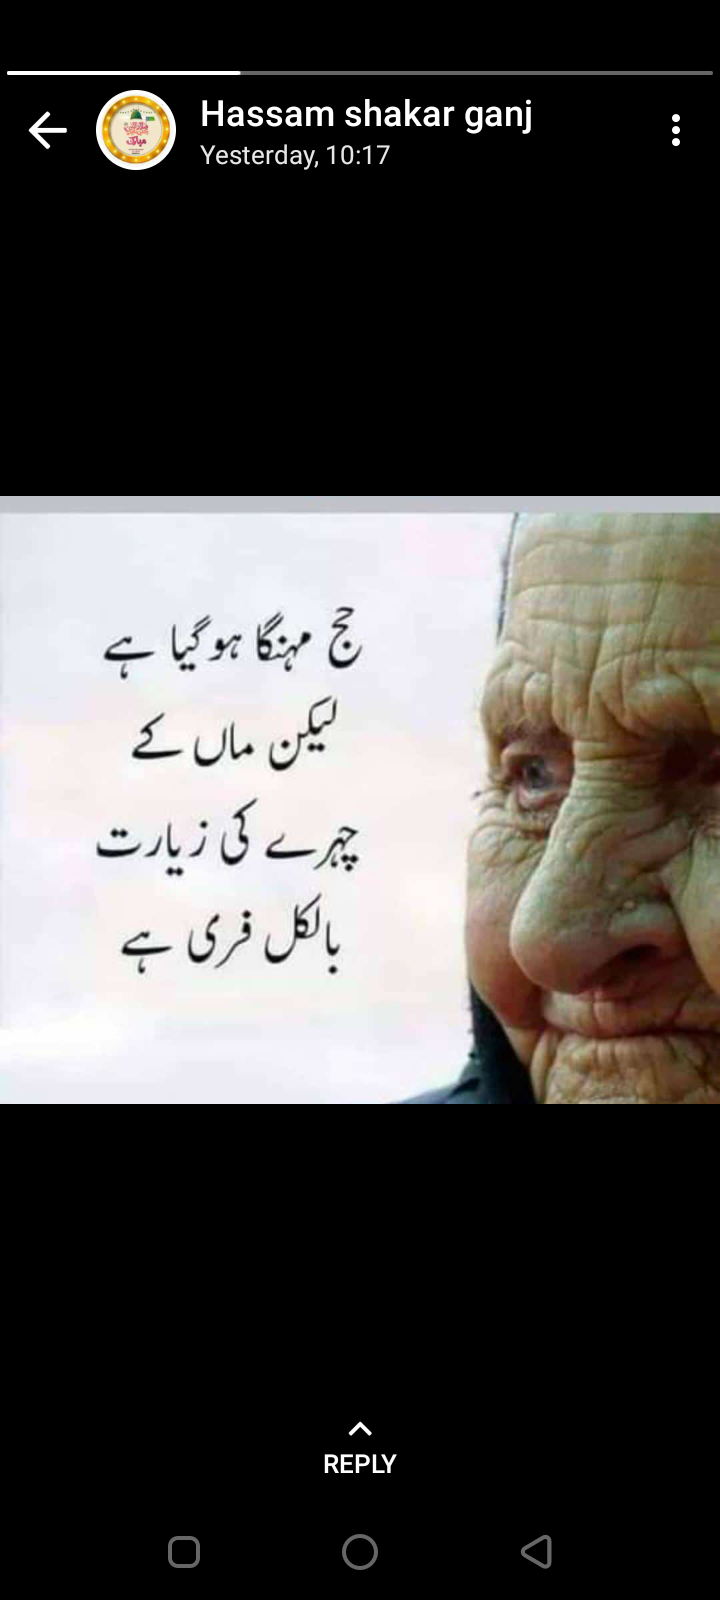 Hassam shakar ganj
Yesterday, 10:17
حج مہنگا ہو گیا ہے
لیکن ماں کے
چہرے کی زیارت
بالکل فری ہے
REPLY